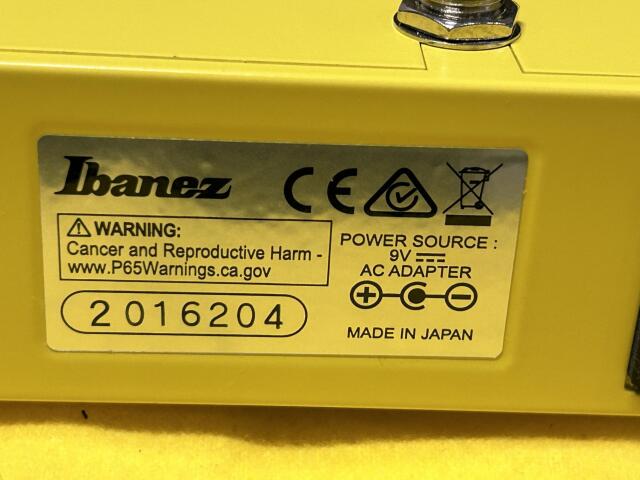 Ibanez
CE
WARNING:
Cancer and Reproductive Harm -
www.P65Warnings.ca.gov
2016204
POWER SOURCE :
9V
AC ADAPTER
MADE IN JAPAN